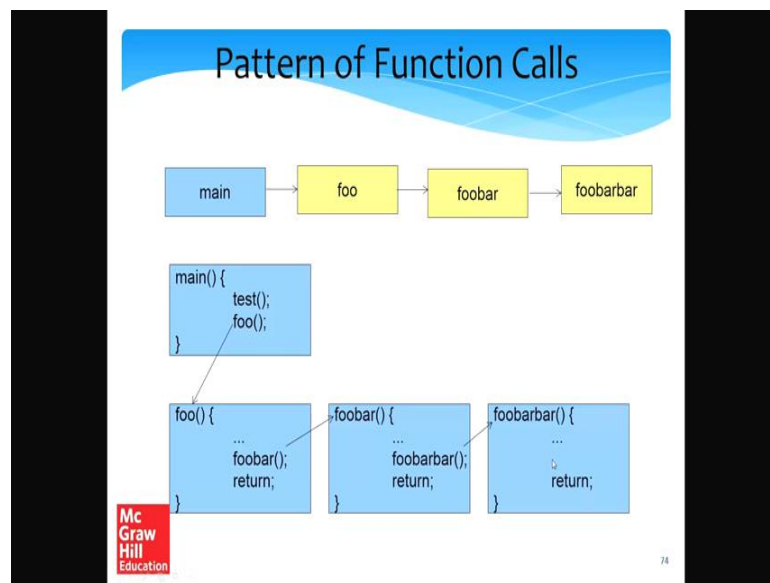 Pattern of Function Calls
main
foo
foobar
foobarbar
main() {
test();
foo();
}
foo() {
...
foobar();
return;
}
foobar() {
...
foobarbar();
return;
}
foobarbar() {
...
return;
}
Mc
Graw
Hill
Education
74